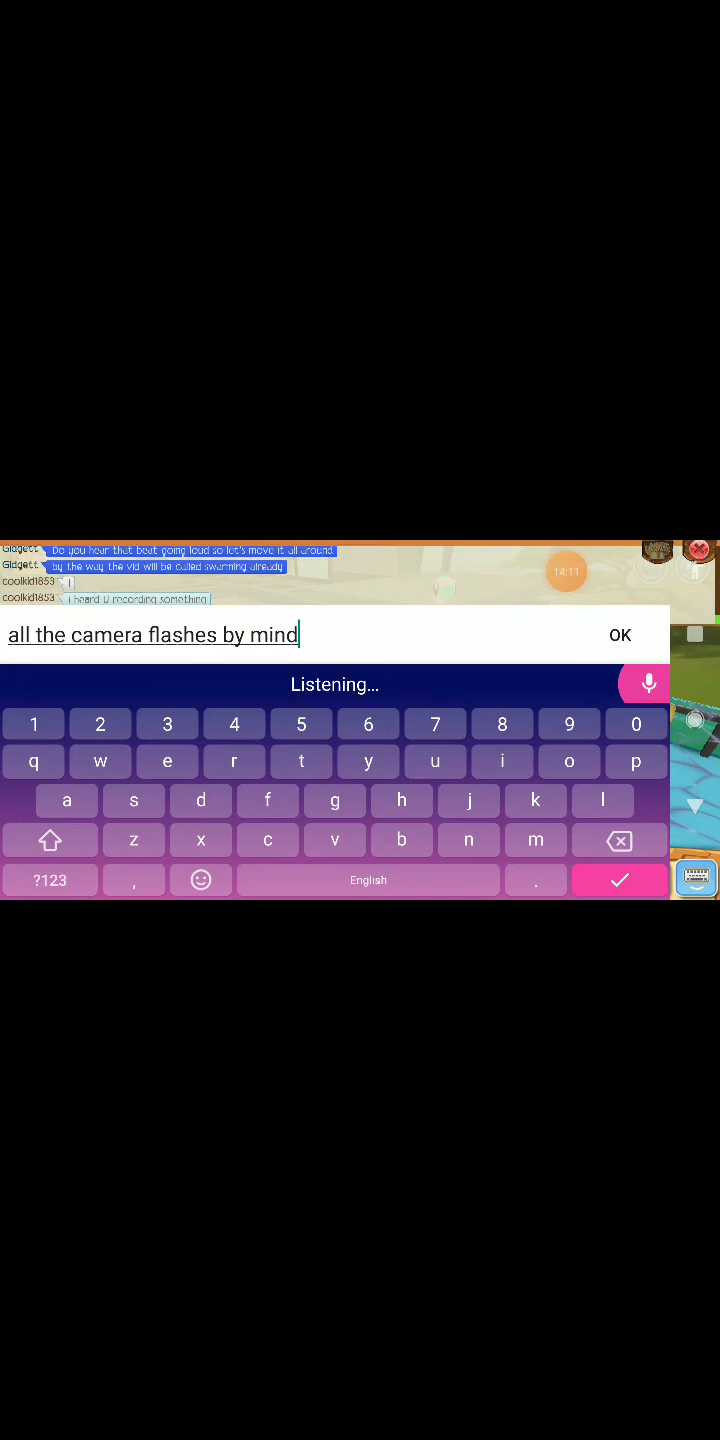 Gidgett Do you hear that beat going loud so let's move it all around
Gidgett by the way the vid will be called swarming already
coolkid1853 I
coolkid1853 i heard U recording something
14:11
all the camera flashes by mind
OK
Listening...
1 2 3 4 5 6 7 8 9 0
q w e r t y u i o p
a s d f g h j k l
z x c v b n m
?123 , English .